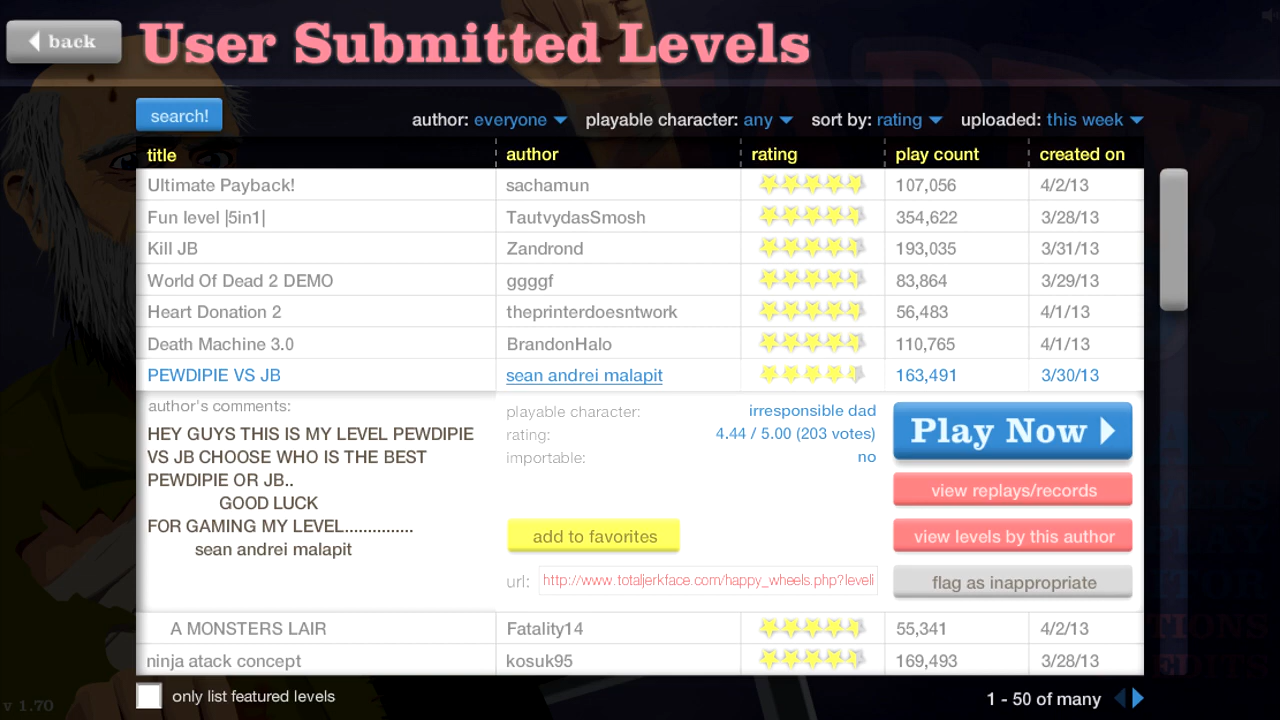 back
User Submitted Levels
search!
author: everyone playable character: any sort by: rating uploaded: this week
title author rating play count created on
Ultimate Payback! sachamun 107,056 4/2/13
Fun level |5in1| TautvydasSmosh 354,622 3/28/13
Kill JB Zandrond 193,035 3/31/13
World Of Dead 2 DEMO ggggf 83,864 3/29/13
Heart Donation 2 theprinterdoesntwork 56,483 4/1/13
Death Machine 3.0 BrandonHalo 110,765 4/1/13
PEWDIPIE VS JB sean andrei malapit 163,491 3/30/13
author's comments:
HEY GUYS THIS IS MY LEVEL PEWDIPIE
VS JB CHOOSE WHO IS THE BEST
PEWDIPIE OR JB..
GOOD LUCK
FOR GAMING MY LEVEL...............
sean andrei malapit
playable character: irresponsible dad
rating: 4.44 / 5.00 (203 votes)
importable: no
add to favorites
url: http://www.totaljerkface.com/happy_wheels.php?leveli
Play Now
view replays/records
view levels by this author
flag as inappropriate
A MONSTERS LAIR Fatality14 55,341 4/2/13
ninja atack concept kosuk95 169,493 3/28/13
only list featured levels
1 - 50 of many
v 1.70